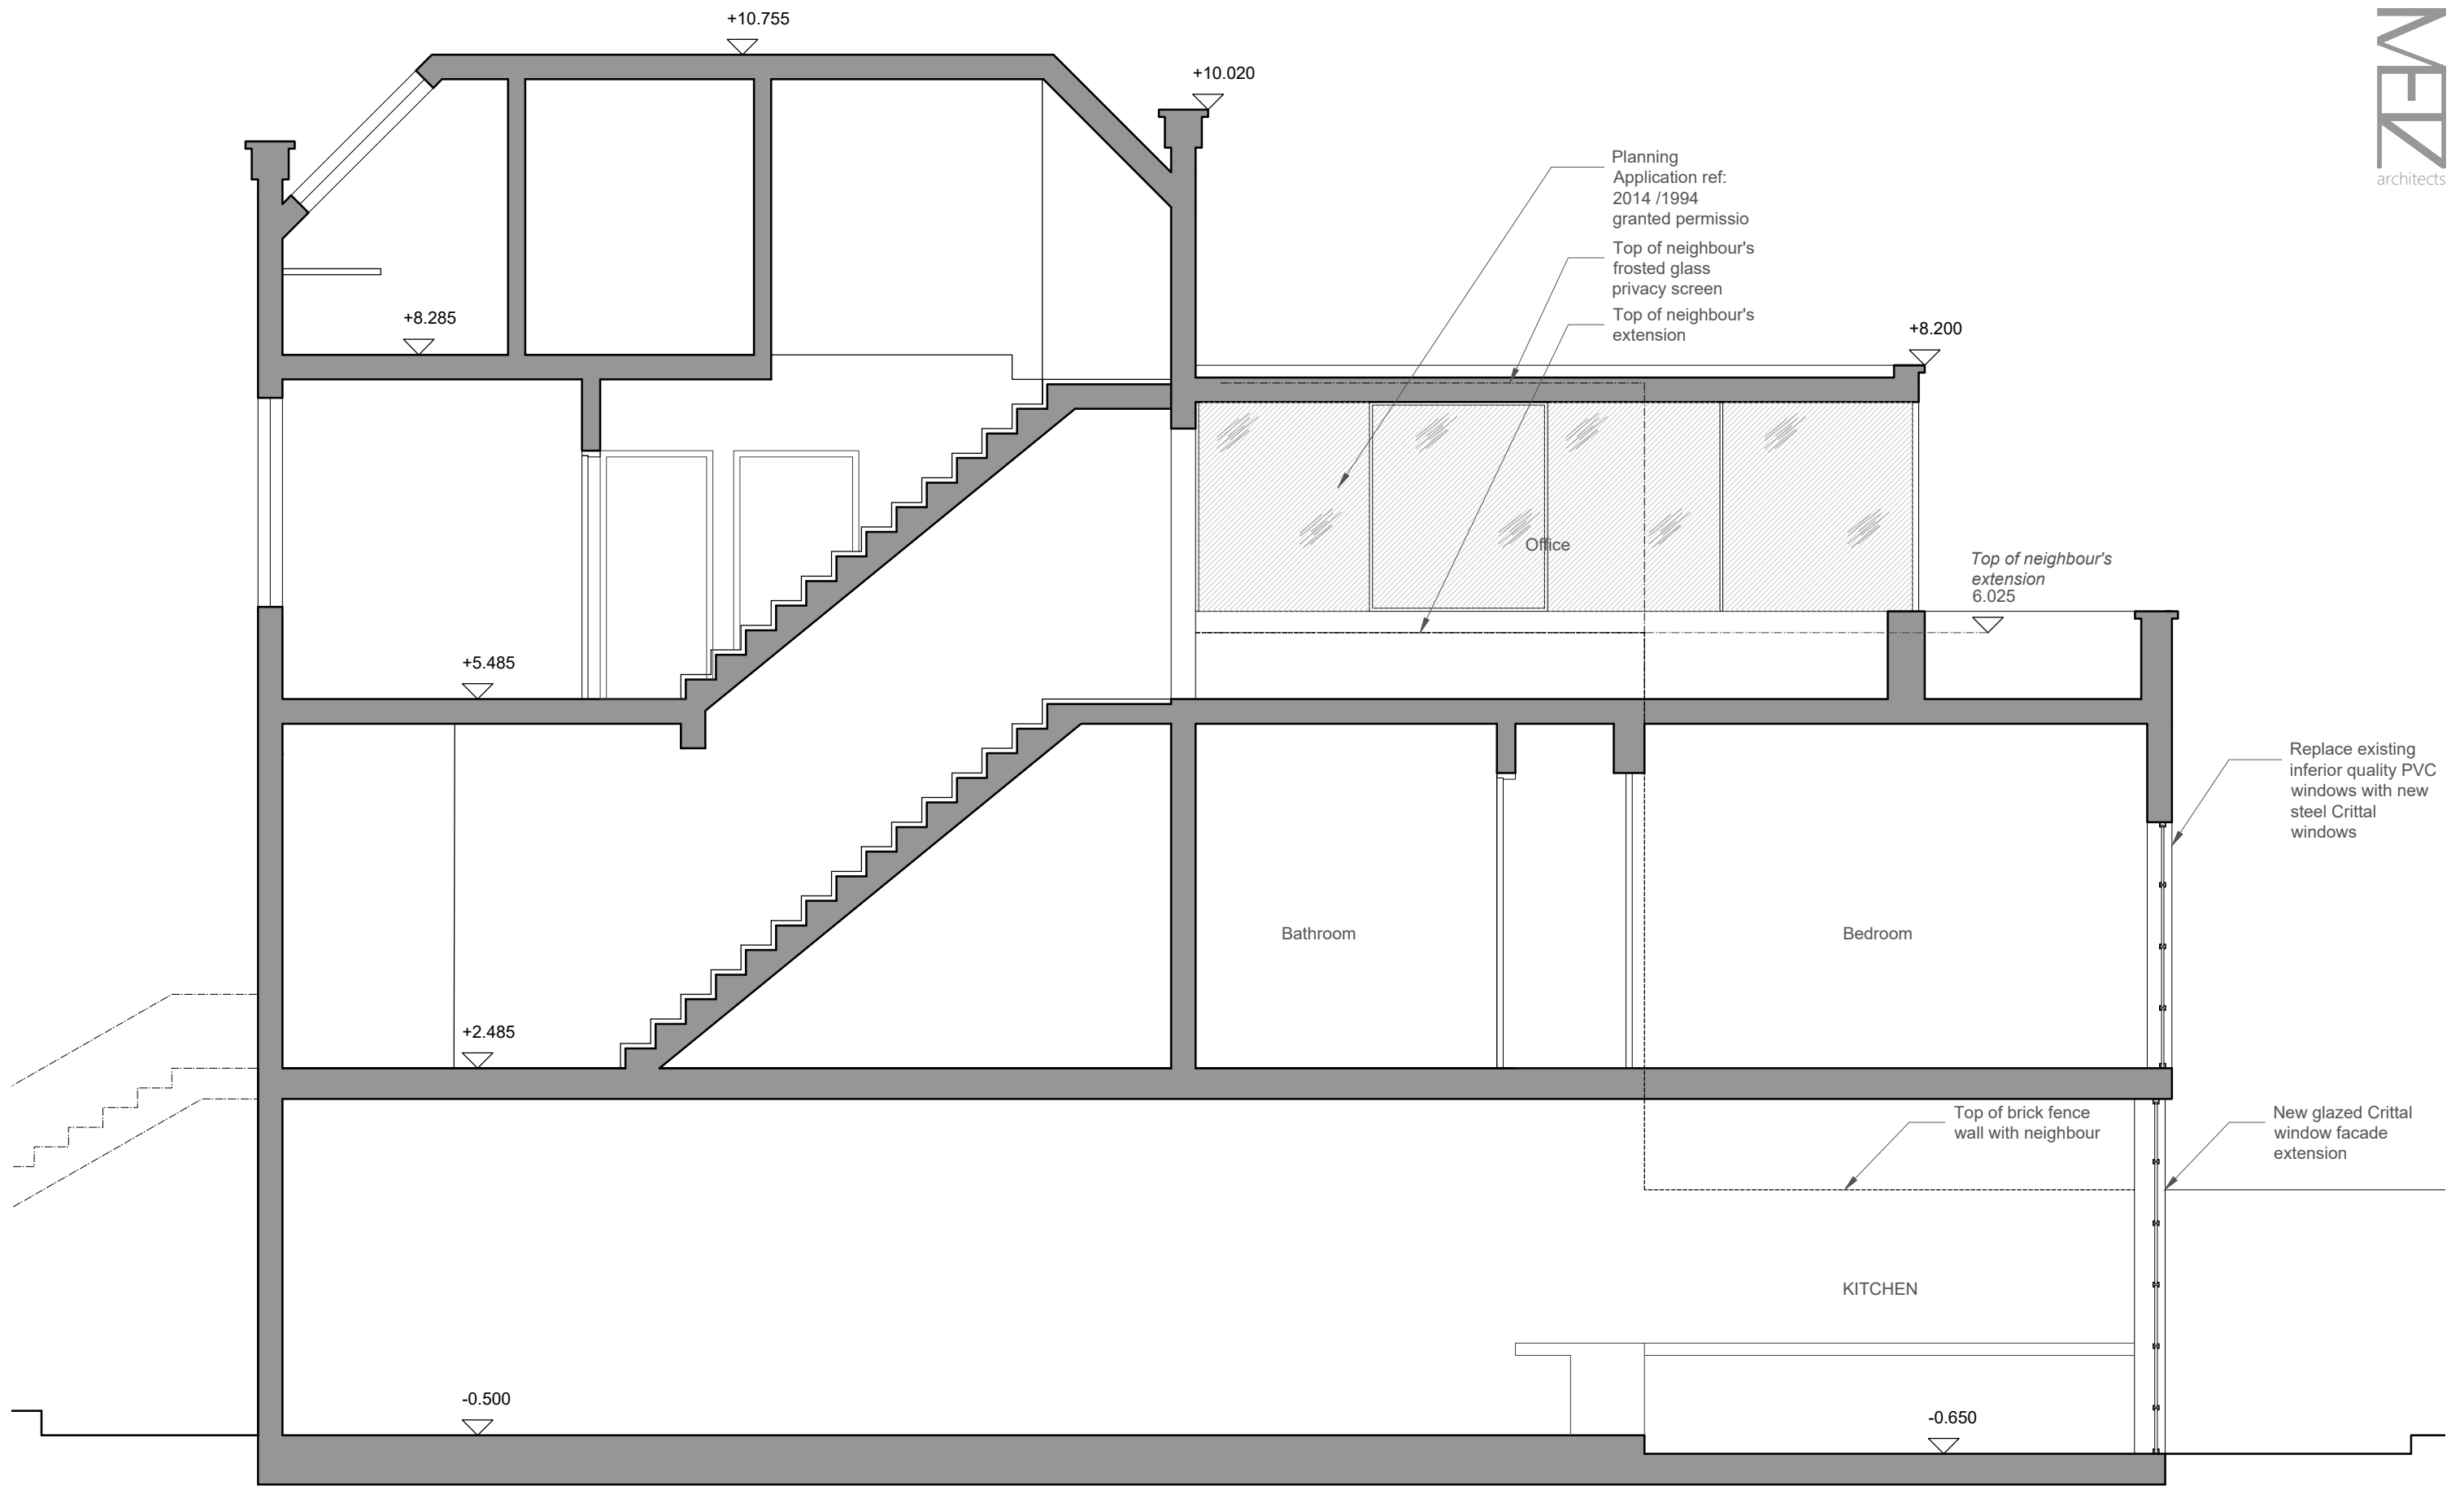 +10.755
+10.020
MEZ
architects
Planning
Application ref:
2014 /1994
granted permissio
Top of neighbour's
frosted glass
privacy screen
Top of neighbour's
extension
+8.285
+8.200
Office
Top of neighbour's
extension
6.025
+5.485
Replace existing
inferior quality PVC
windows with new
steel Crittal
windows
Bathroom
Bedroom
+2.485
Top of brick fence
wall with neighbour
New glazed Crittal
window facade
extension
KITCHEN
-0.500
-0.650